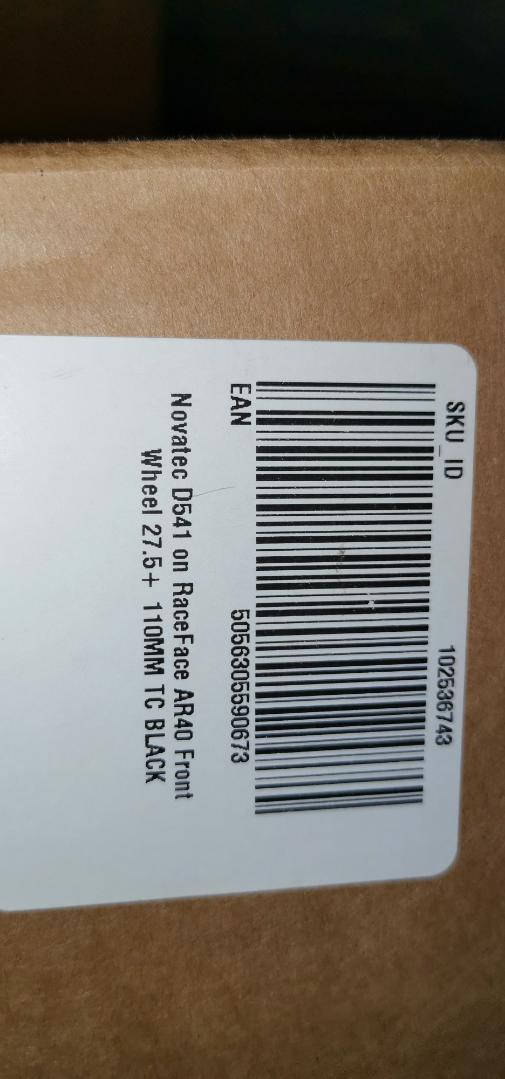 SKU_ID 102536743
EAN 5056305590673
Novatec D541 on RaceFace AR40 Front
Wheel 27.5+ 110MM TC BLACK